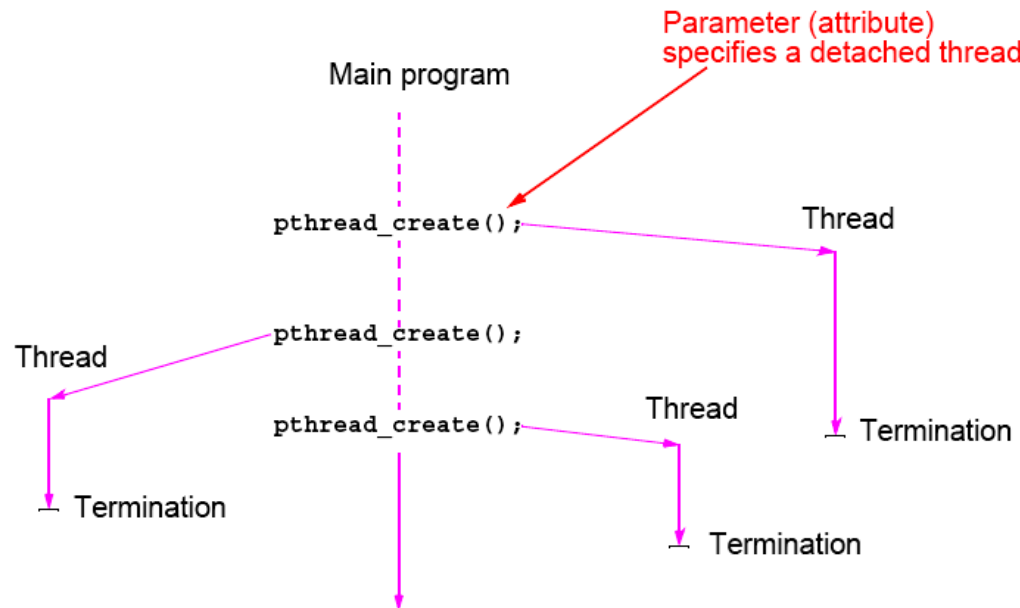 Parameter (attribute)
specifies a detached thread
Main program
pthread_create();
Thread
pthread_create();
Thread
pthread_create();
Thread
Termination
Termination
Termination